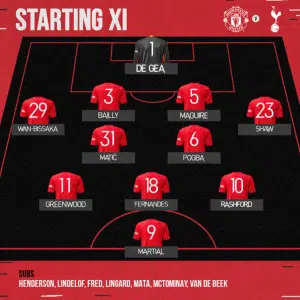 STARTING XI
1
DE GEA
29
WAN-BISSAKA
3
BAILLY
5
MAGUIRE
23
SHAW
31
MATIĆ
6
POGBA
11
GREENWOOD
18
FERNANDES
10
RASHFORD
9
MARTIAL
SUBS
HENDERSON, LINDELOF, FRED, LINGARD, MATA, MCTOMINAY, VAN DE BEEK